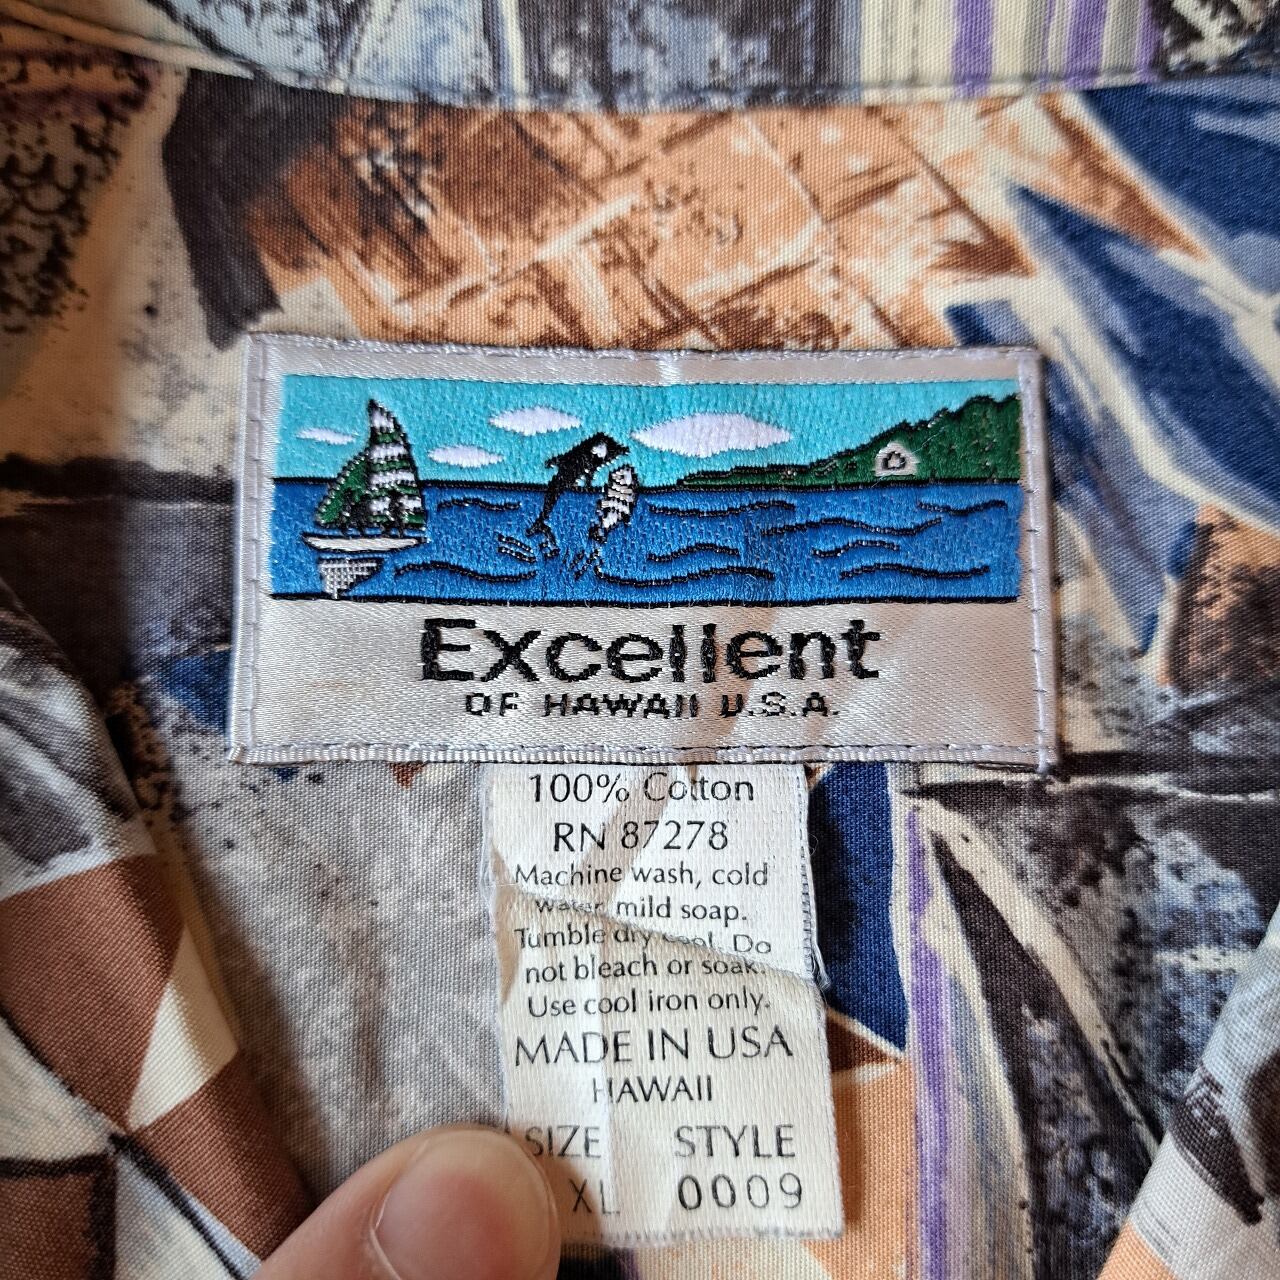 Excellent
OF HAWAII U.S.A.
100% Cotton
RN 87278
Machine wash, cold
water, mild soap.
Tumble dry cool. Do
not bleach or soak.
Use cool iron only.
MADE IN USA
HAWAII
SIZE STYLE
XL 0009